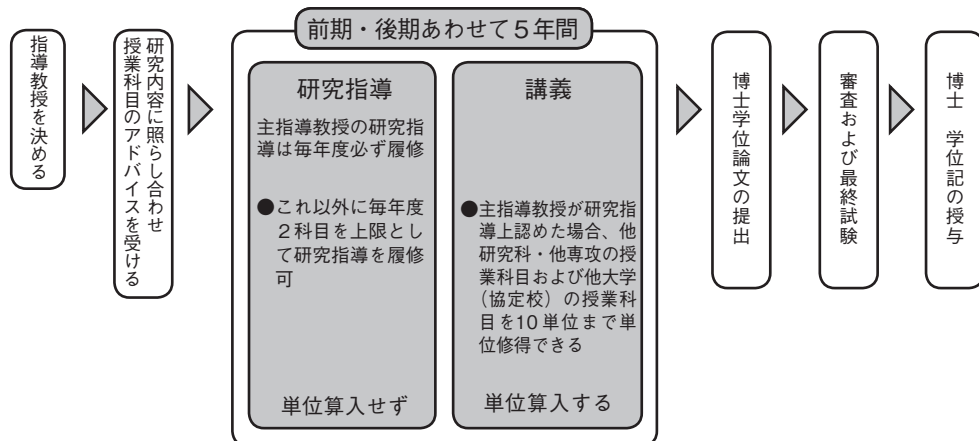 指導教授を決める
研究内容に照らし合わせ
授業科目のアドバイスを受ける
前期・後期あわせて５年間
研究指導
主指導教授の研究指
導は毎年度必ず履修
●これ以外に毎年度
２科目を上限とし
て研究指導を履修
可
単位算入せず
講義
●主指導教授が研究指
導上認めた場合、他
研究科・他専攻の授
業科目および他大学
（協定校）の授業科
目を10単位まで単
位修得できる
単位算入する
博士学位論文の提出
審査および最終試験
博士　学位記の授与